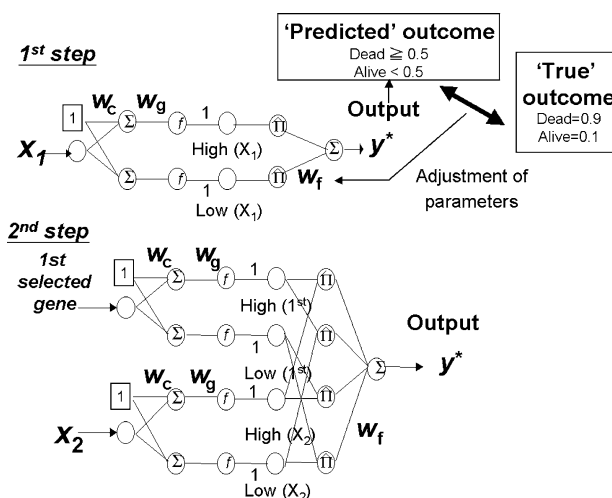 1st step
'Predicted' outcome
Dead ≧ 0.5
Alive < 0.5
'True'
outcome
Dead=0.9
Alive=0.1
Output
1 Wc Wg 1
X1 Σ f Π̂
High (X1)
Σ y*
Σ f 1 Π̂ Wf
Low (X1)
Adjustment of
parameters
2nd step
1st
selected
gene
1 Wc Wg 1
Σ f Π̂
High (1st)
Σ f 1 Π̂
Low (1st)
Output
1 Wc Wg 1
Σ f Π̂
Σ y*
High (X2)
Wf
X2
Σ f 1 Π̂
Low (X2)